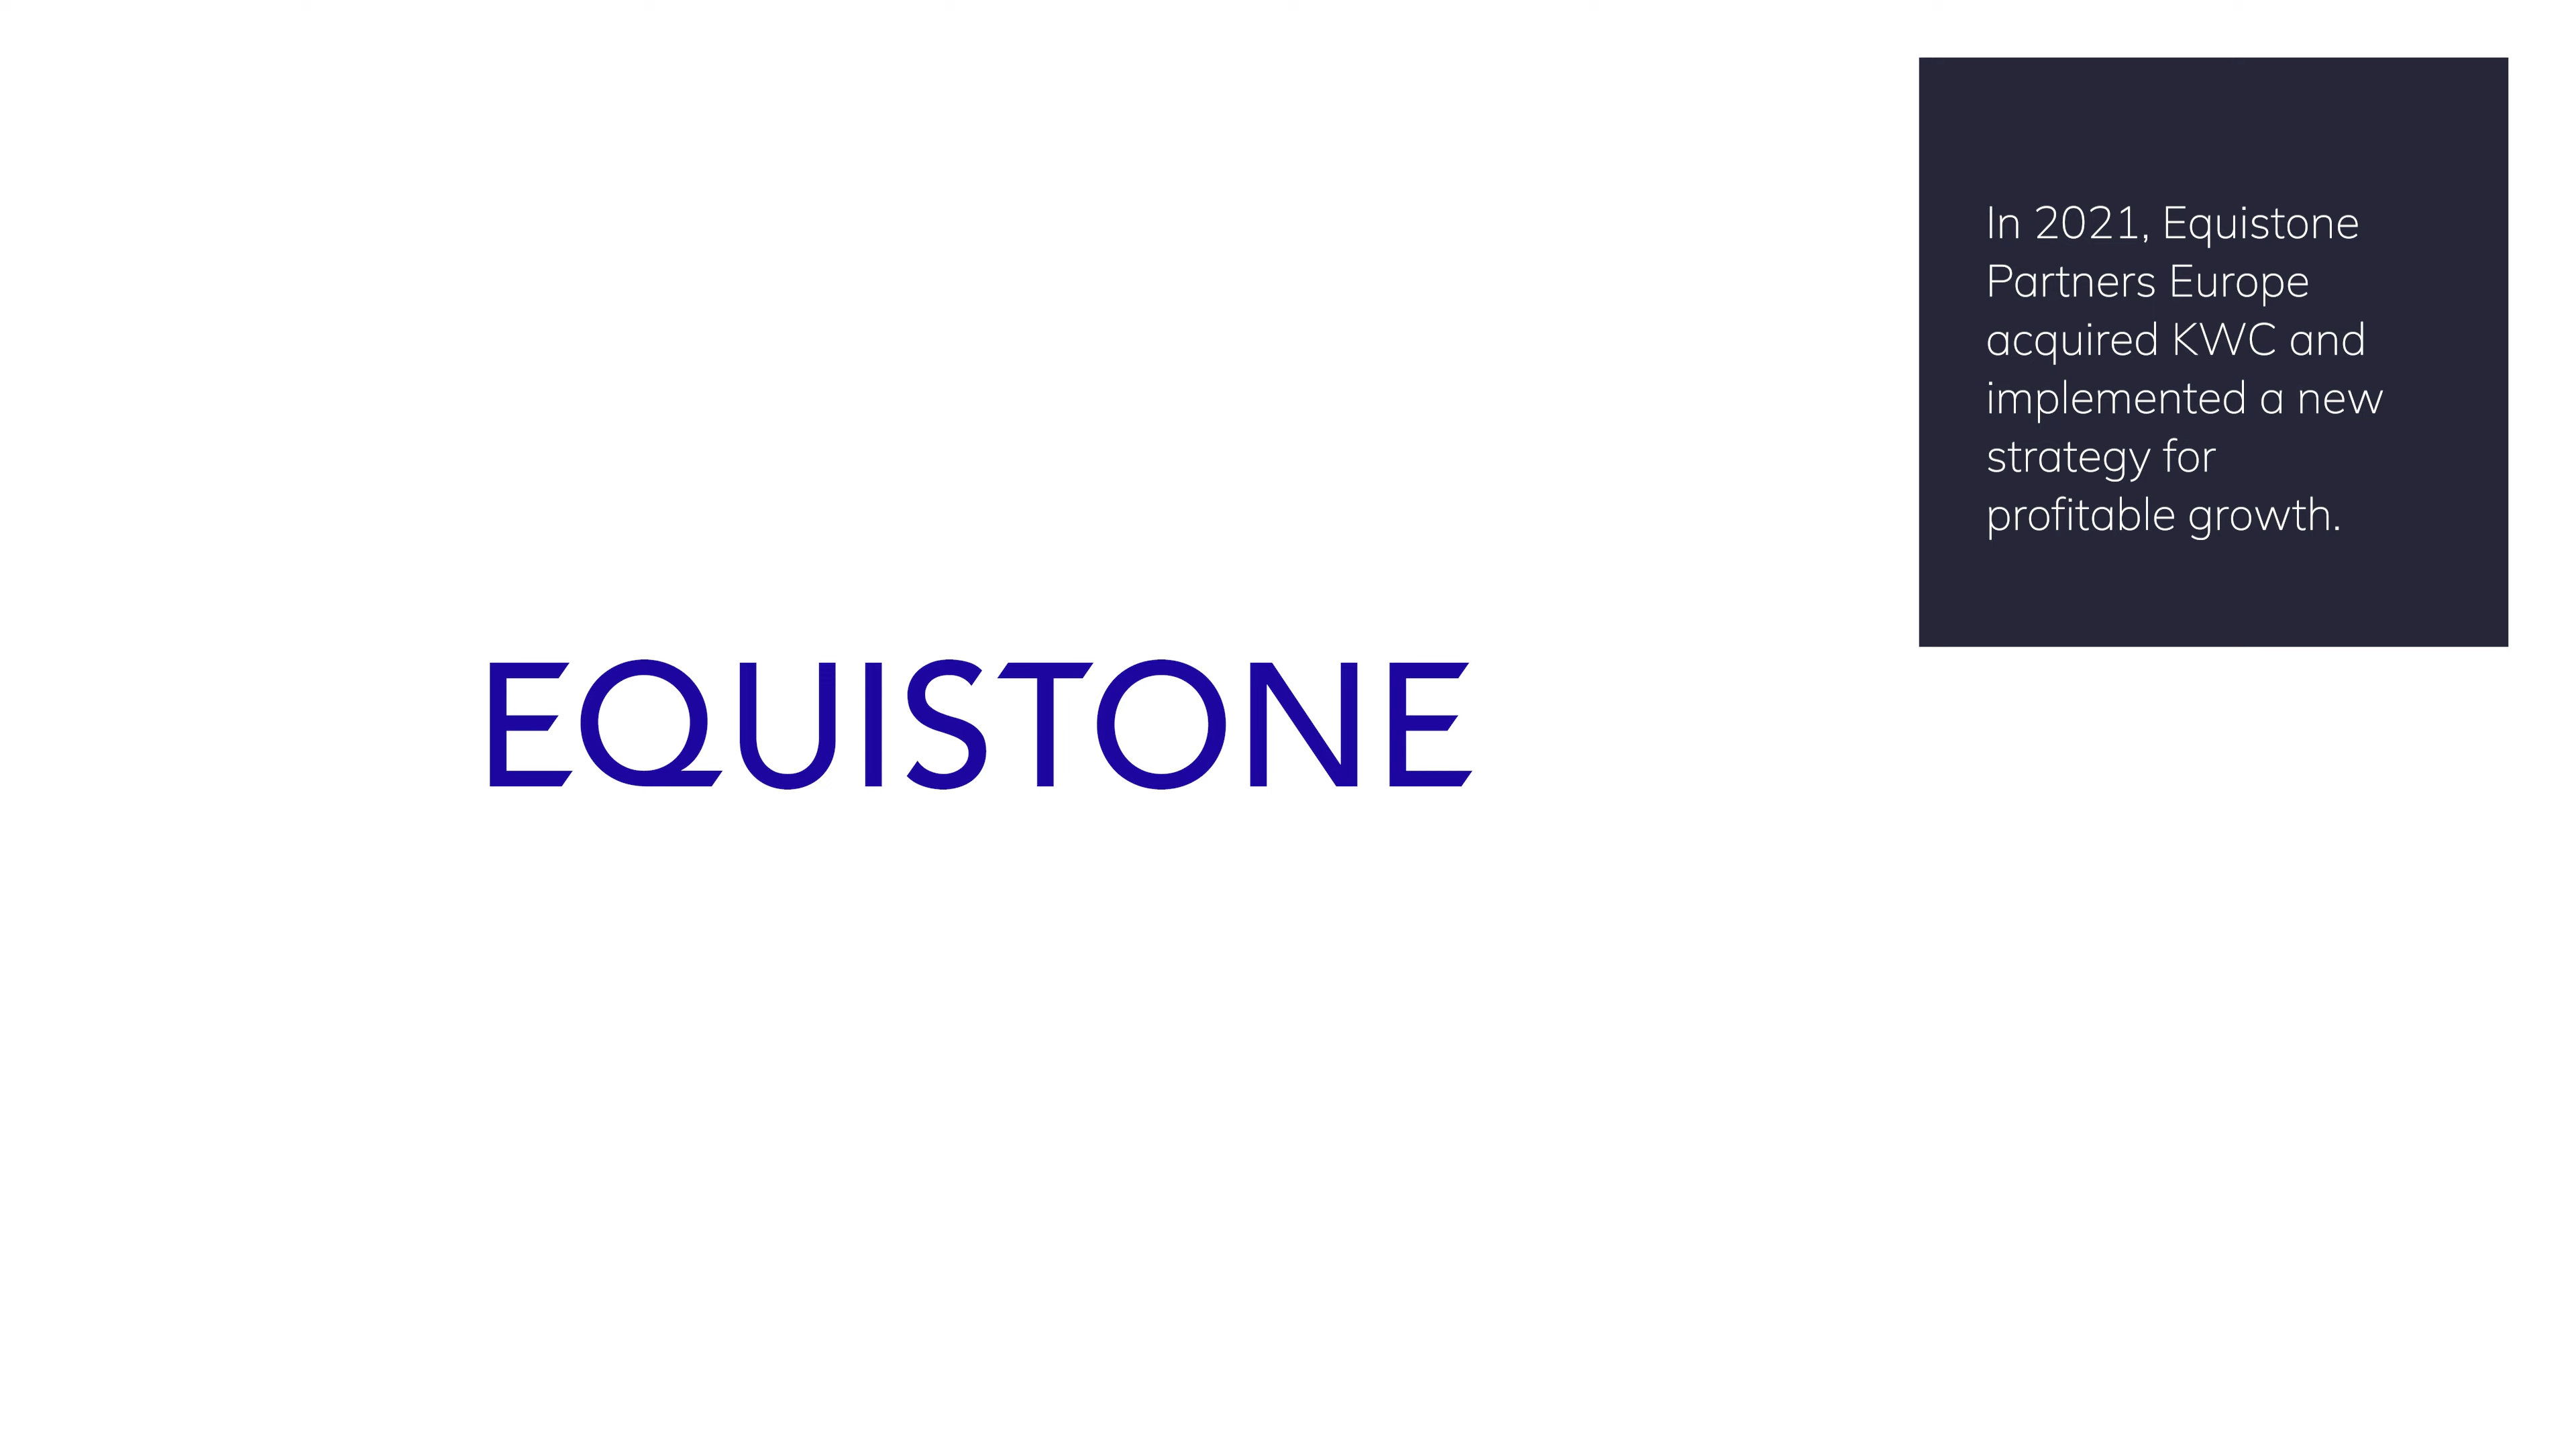 In 2021, Equistone
Partners Europe
acquired KWC and
implemented a new
strategy for
profitable growth.
EQUISTONE